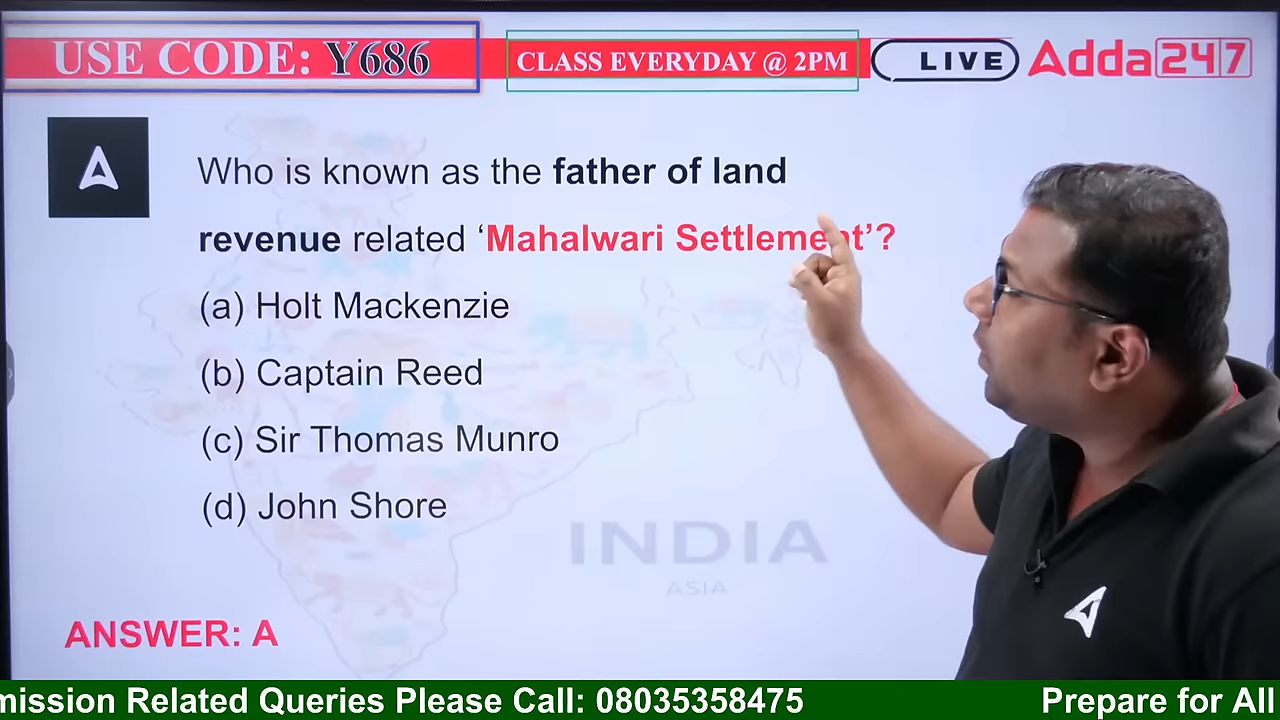 USE CODE: Y686
CLASS EVERYDAY @ 2PM
LIVE
Adda247
Who is known as the father of land
revenue related ‘Mahalwari Settlement’?
(a) Holt Mackenzie
(b) Captain Reed
(c) Sir Thomas Munro
(d) John Shore
INDIA
ASIA
ANSWER: A
mission Related Queries Please Call: 08035358475
Prepare for All